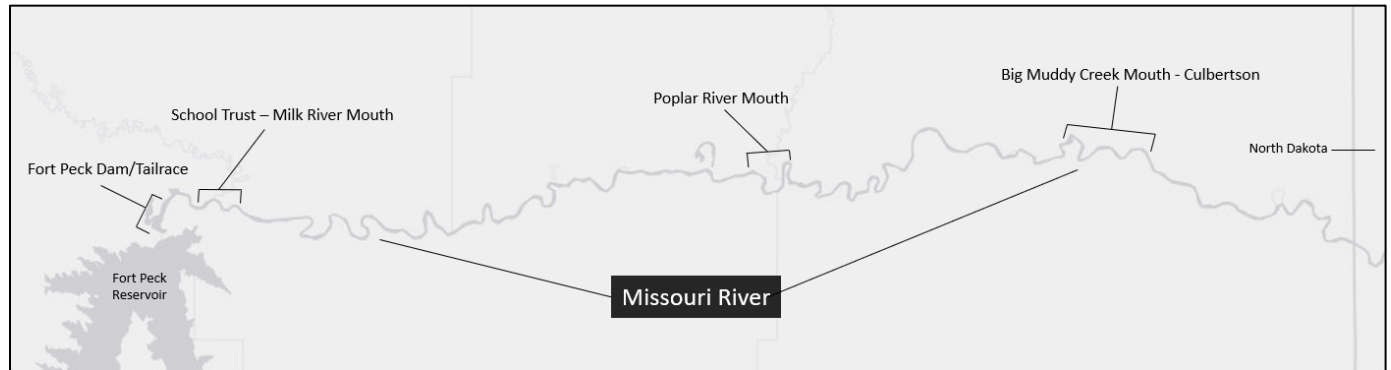 Big Muddy Creek Mouth - Culbertson
Poplar River Mouth
School Trust – Milk River Mouth
North Dakota
Fort Peck Dam/Tailrace
Fort Peck
Reservoir
Missouri River